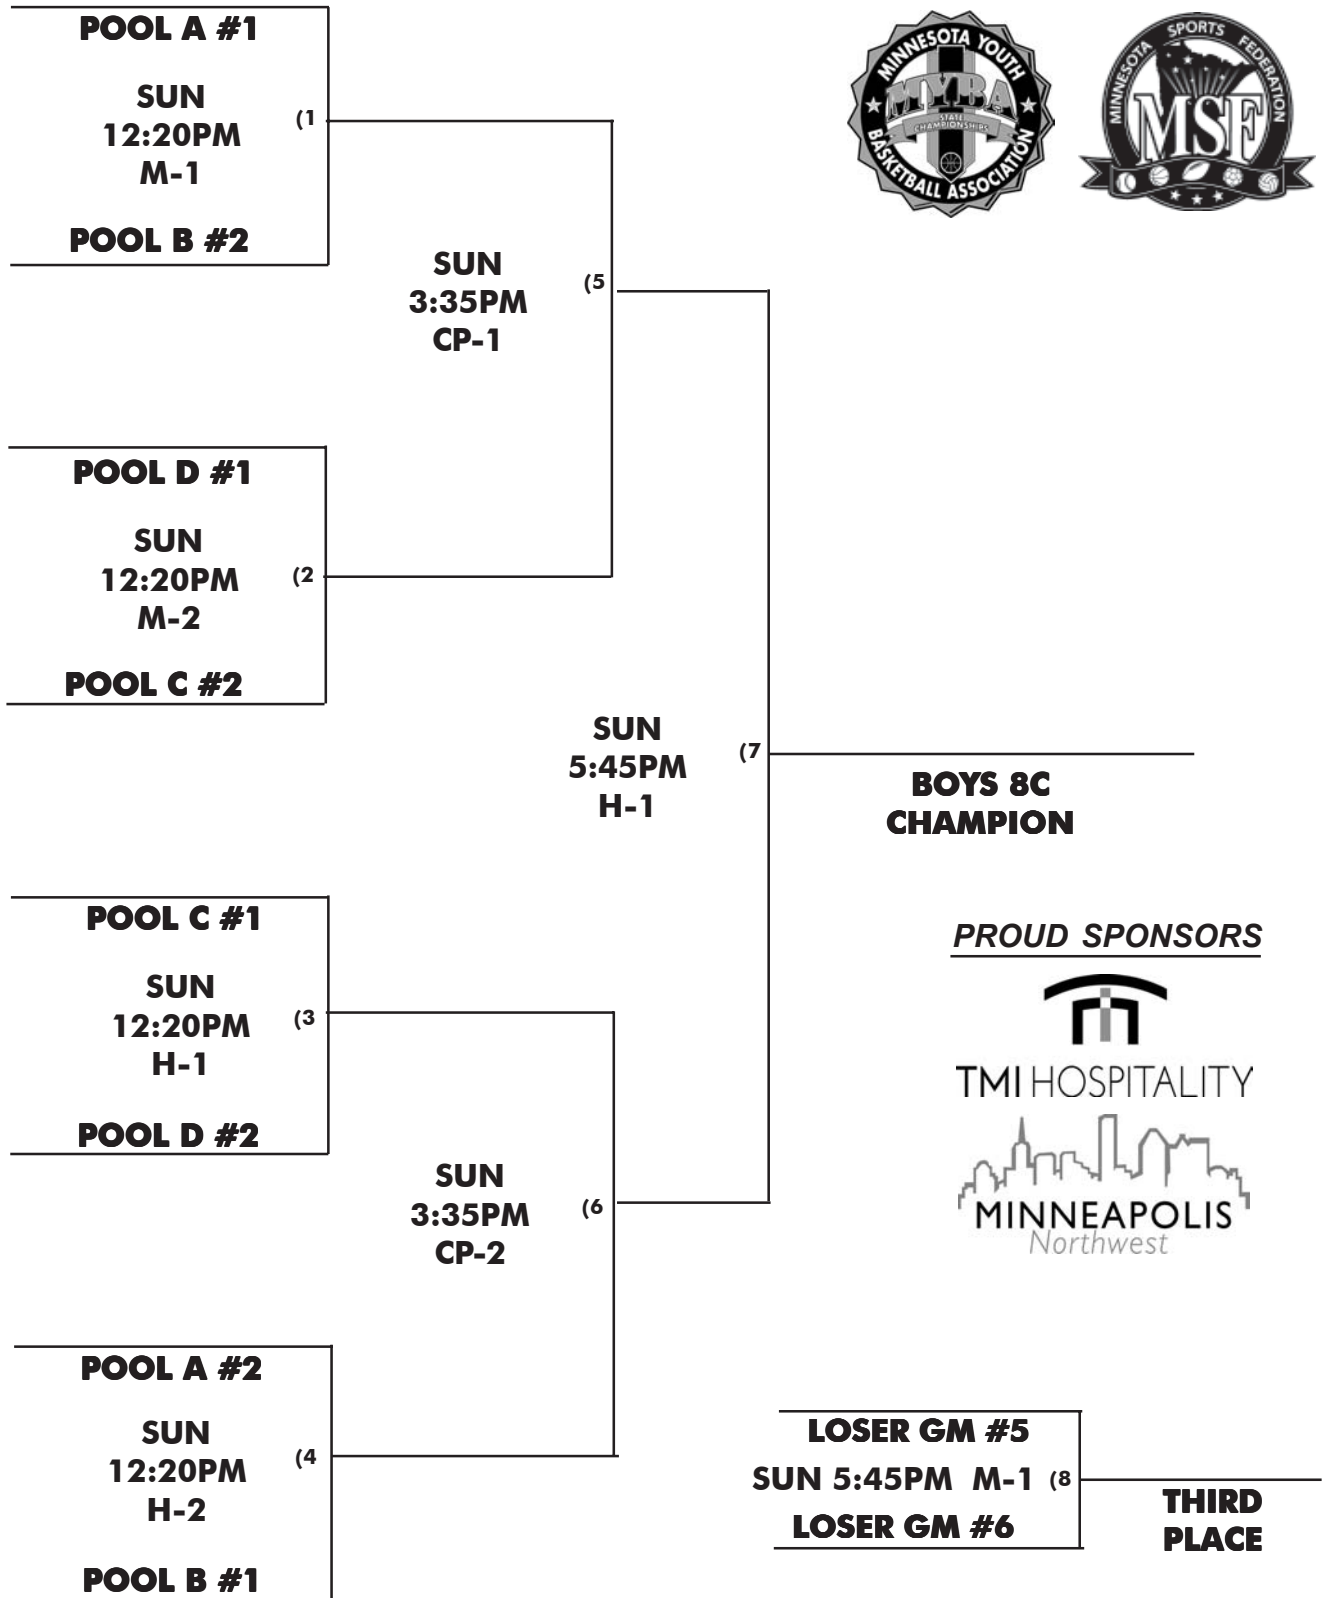 POOL A #1
SUN
12:20PM
M-1
(1
POOL B #2
MINNESOTA YOUTH
MYBA
STATE
CHAMPIONSHIPS
BASKETBALL ASSOCIATION
MINNESOTA SPORTS FEDERATION
MSF
SUN
3:35PM
CP-1
(5
POOL D #1
SUN
12:20PM
M-2
(2
POOL C #2
SUN
5:45PM
H-1
(7
BOYS 8C
CHAMPION
POOL C #1
SUN
12:20PM
H-1
(3
POOL D #2
SUN
3:35PM
CP-2
(6
PROUD SPONSORS
TMI HOSPITALITY
MINNEAPOLIS
Northwest
POOL A #2
SUN
12:20PM
H-2
(4
POOL B #1
LOSER GM #5
SUN 5:45PM M-1 (8
LOSER GM #6
THIRD
PLACE